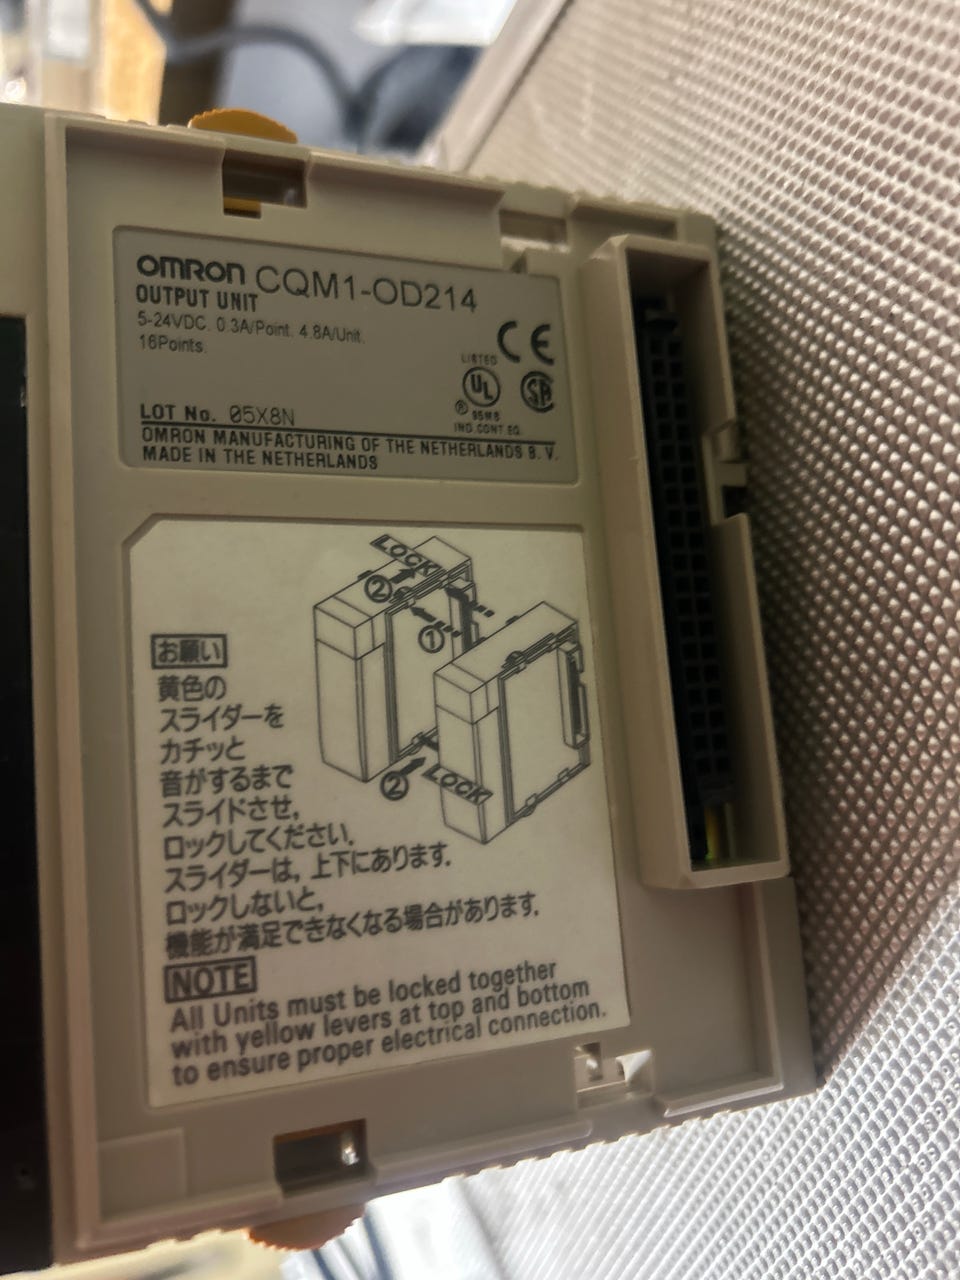 OMRON CQM1-OD214
OUTPUT UNIT
5-24VDC. 0.3A/Point. 4.8A/Unit.
16Points.
CE
LISTED
UL
SA
® 95M8
IND.CONT.EQ.
LOT No. 05X8N
OMRON MANUFACTURING OF THE NETHERLANDS B.V.
MADE IN THE NETHERLANDS
LOCK
②
①
②
LOCK
お願い
黄色の
スライダーを
カチッと
音がするまで
スライドさせ,
ロックしてください.
スライダーは, 上下にあります.
ロックしないと,
機能が満足できなくなる場合があります.
NOTE
All Units must be locked together
with yellow levers at top and bottom
to ensure proper electrical connection.